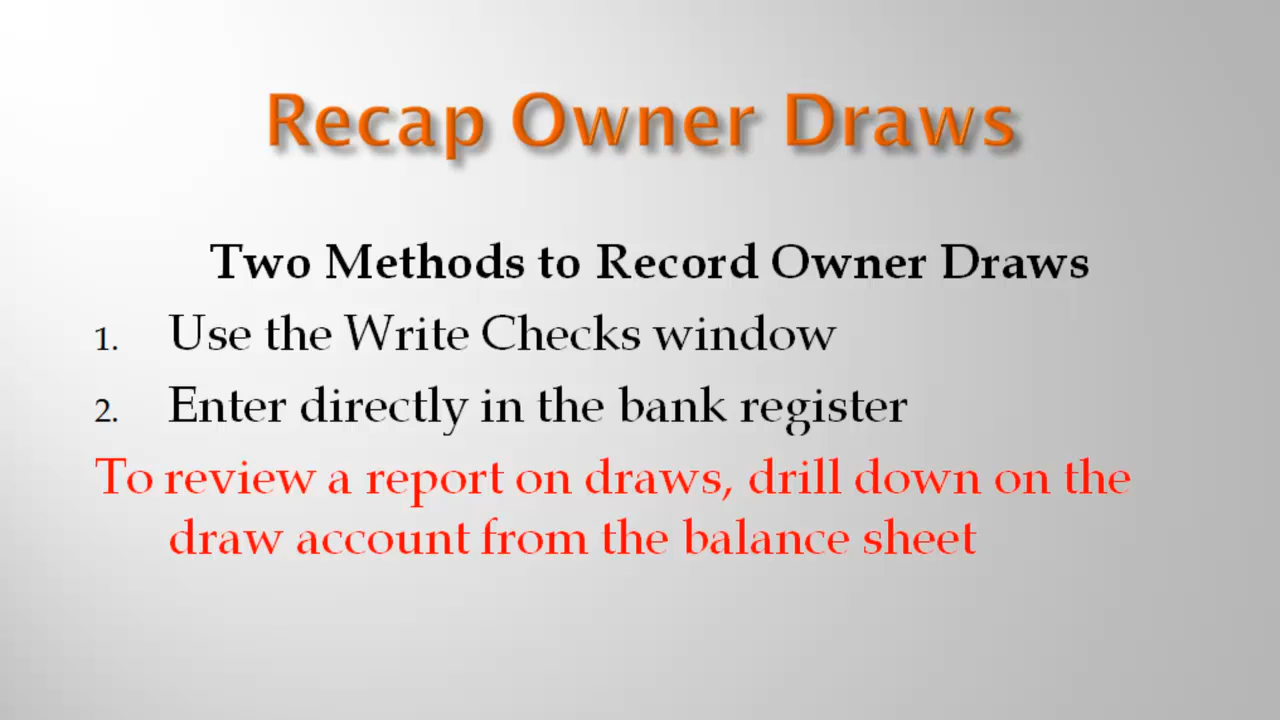 Recap Owner Draws
Two Methods to Record Owner Draws
1. Use the Write Checks window
2. Enter directly in the bank register
To review a report on draws, drill down on the
draw account from the balance sheet